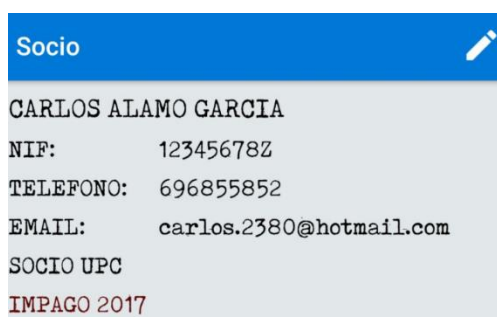 Socio
CARLOS ALAMO GARCIA
NIF: 12345678Z
TELEFONO: 696855852
EMAIL: carlos.2380@hotmail.com
SOCIO UPC
IMPAGO 2017